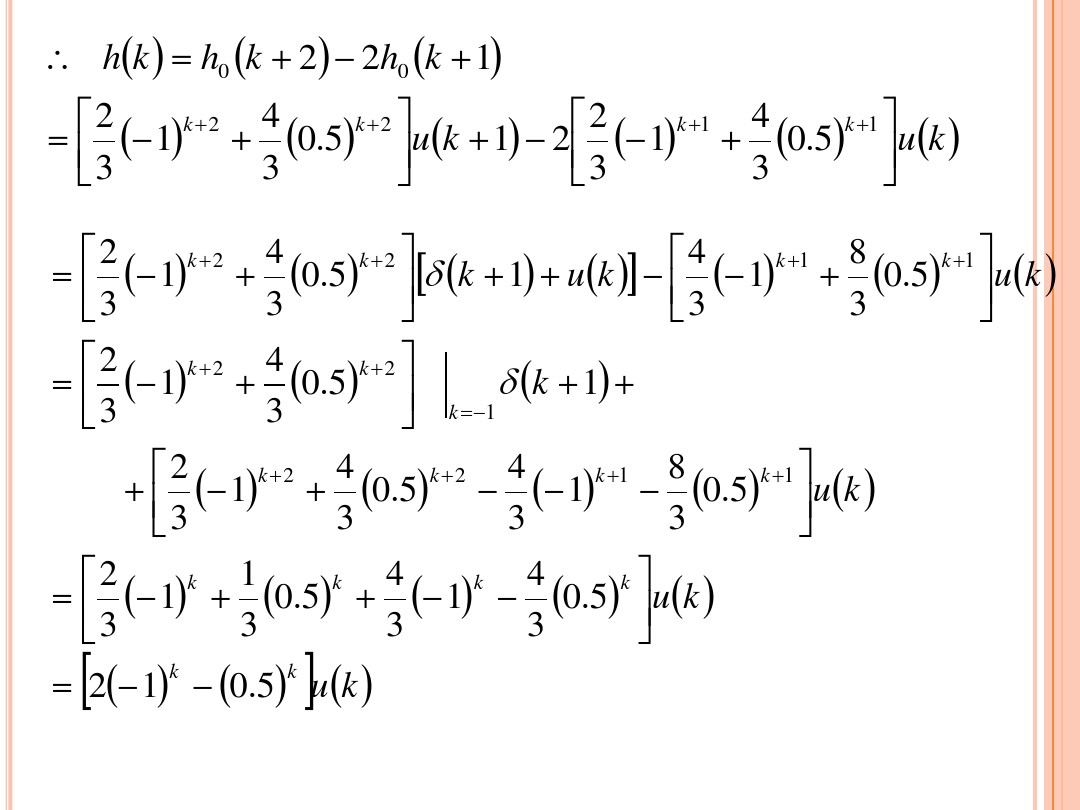 ∴ h(k) = h₀(k + 2) − 2h₀(k + 1)
= [2/3 (−1)^(k+2) + 4/3 (0.5)^(k+2)] u(k + 1) − 2[2/3 (−1)^(k+1) + 4/3 (0.5)^(k+1)] u(k)
= [2/3 (−1)^(k+2) + 4/3 (0.5)^(k+2)] [δ(k + 1) + u(k)] − [4/3 (−1)^(k+1) + 8/3 (0.5)^(k+1)] u(k)
= [2/3 (−1)^(k+2) + 4/3 (0.5)^(k+2)] |_(k=−1) δ(k + 1) +
+ [2/3 (−1)^(k+2) + 4/3 (0.5)^(k+2) − 4/3 (−1)^(k+1) − 8/3 (0.5)^(k+1)] u(k)
= [2/3 (−1)^k + 1/3 (0.5)^k + 4/3 (−1)^k − 4/3 (0.5)^k] u(k)
= [2(−1)^k − (0.5)^k] u(k)